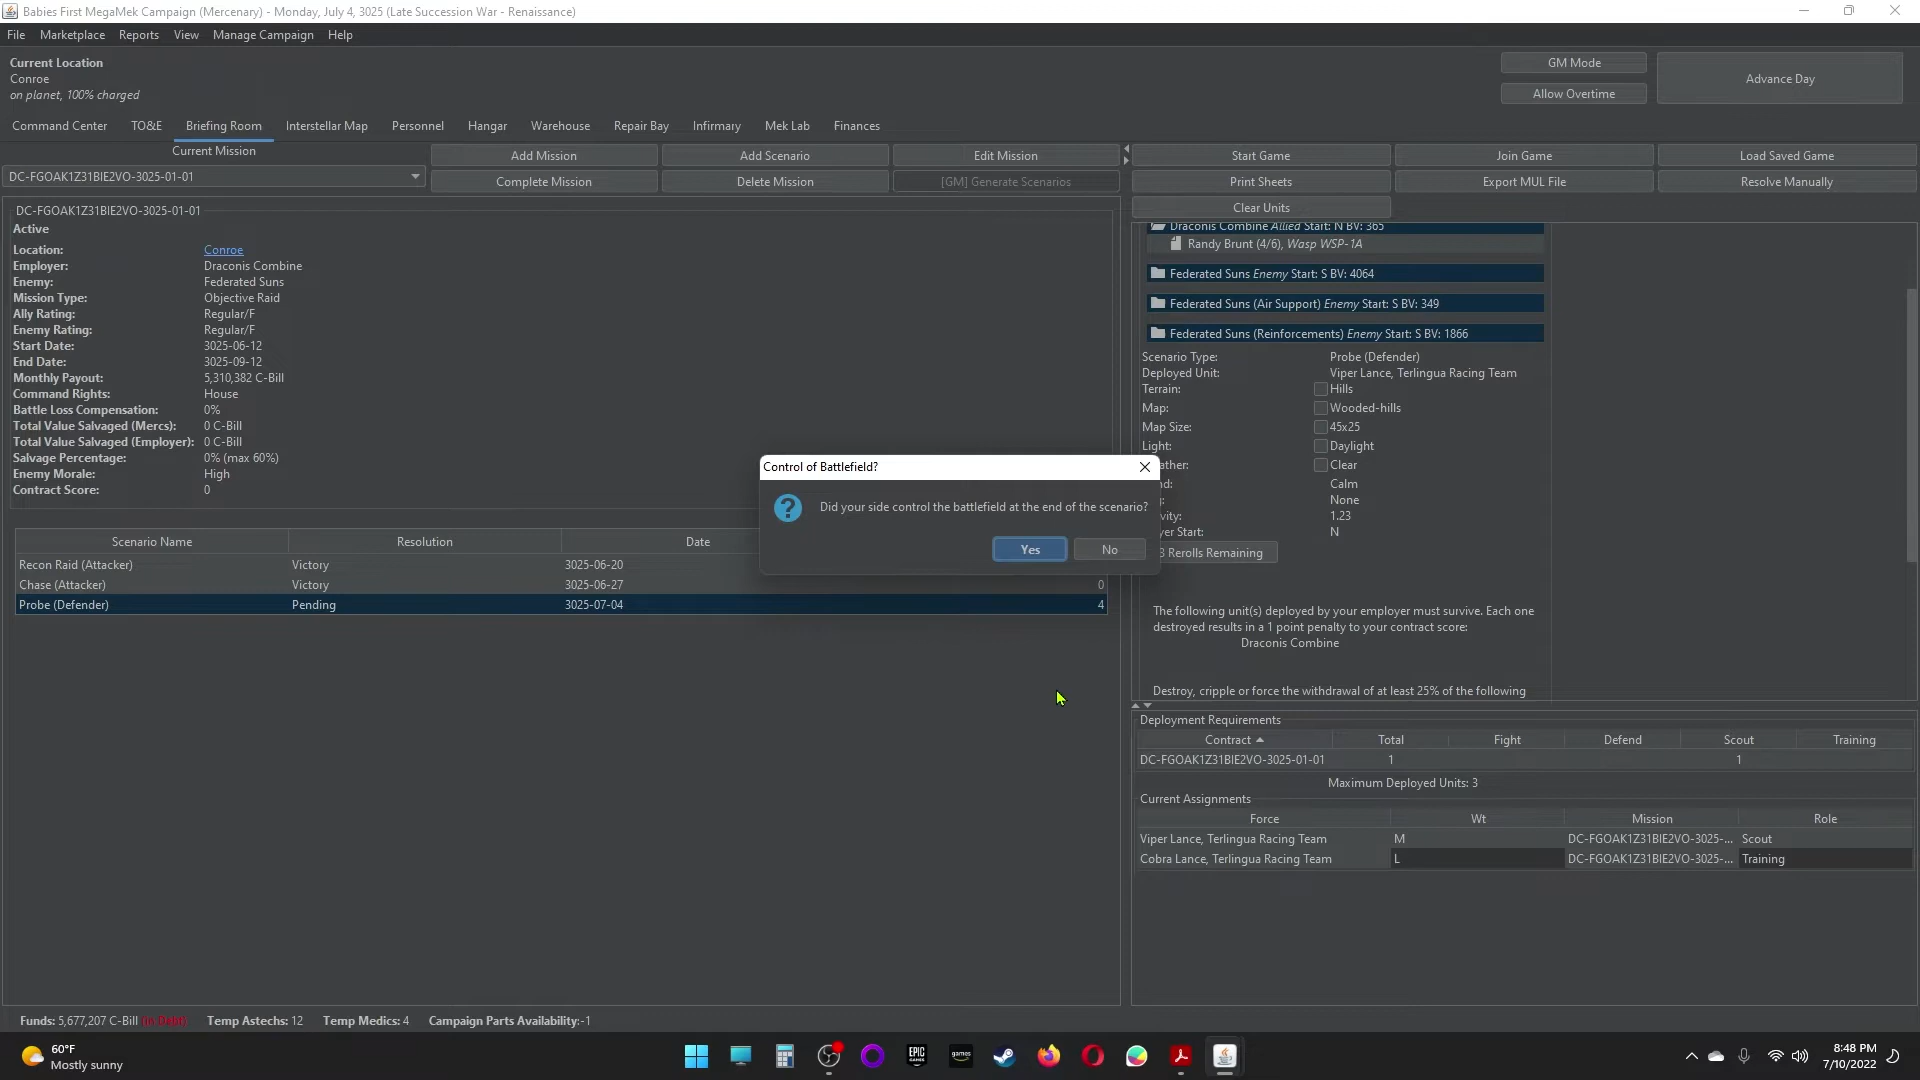 Babies First MegaMek Campaign (Mercenary) - Monday, July 4, 3025 (Late Succession War - Renaissance)
File Marketplace Reports View Manage Campaign Help
Current Location
Conroe
on planet, 100% charged
GM Mode
Allow Overtime
Advance Day
Command Center TO&E Briefing Room Interstellar Map Personnel Hangar Warehouse Repair Bay Infirmary Mek Lab Finances
Current Mission
DC-FGOAK1Z31BIE2VO-3025-01-01
Add Mission Add Scenario Edit Mission
Complete Mission Delete Mission [GM] Generate Scenarios
Start Game Join Game Load Saved Game
Print Sheets Export MUL File Resolve Manually
Clear Units
DC-FGOAK1Z31BIE2VO-3025-01-01
Active
Location: Conroe
Employer: Draconis Combine
Enemy: Federated Suns
Mission Type: Objective Raid
Ally Rating: Regular/F
Enemy Rating: Regular/F
Start Date: 3025-06-12
End Date: 3025-09-12
Monthly Payout: 5,310,382 C-Bill
Command Rights: House
Battle Loss Compensation: 0%
Total Value Salvaged (Mercs): 0 C-Bill
Total Value Salvaged (Employer): 0 C-Bill
Salvage Percentage: 0% (max 60%)
Enemy Morale: High
Contract Score: 0
Scenario Name Resolution Date
Recon Raid (Attacker) Victory 3025-06-20
Chase (Attacker) Victory 3025-06-27 0
Probe (Defender) Pending 3025-07-04 4
Control of Battlefield?
Did your side control the battlefield at the end of the scenario?
Yes No
Draconis Combine Allied Start: N BV: 365
Randy Brunt (4/6), Wasp WSP-1A
Federated Suns Enemy Start: S BV: 4064
Federated Suns (Air Support) Enemy Start: S BV: 349
Federated Suns (Reinforcements) Enemy Start: S BV: 1866
Scenario Type: Probe (Defender)
Deployed Unit: Viper Lance, Terlingua Racing Team
Terrain: Hills
Map: Wooded-hills
Map Size: 45x25
Light: Daylight
ather: Clear
nd: Calm
g: None
vity: 1.23
yer Start: N
3 Rerolls Remaining
The following unit(s) deployed by your employer must survive. Each one
destroyed results in a 1 point penalty to your contract score:
Draconis Combine
Destroy, cripple or force the withdrawal of at least 25% of the following
Deployment Requirements
Contract Total Fight Defend Scout Training
DC-FGOAK1Z31BIE2VO-3025-01-01 1 1
Maximum Deployed Units: 3
Current Assignments
Force Wt Mission Role
Viper Lance, Terlingua Racing Team M DC-FGOAK1Z31BIE2VO-3025-... Scout
Cobra Lance, Terlingua Racing Team L DC-FGOAK1Z31BIE2VO-3025-... Training
Funds: 5,677,207 C-Bill (in Debt) Temp Astechs: 12 Temp Medics: 4 Campaign Parts Availability:-1
60°F
Mostly sunny
EPIC
GAMES
games
8:48 PM
7/10/2022